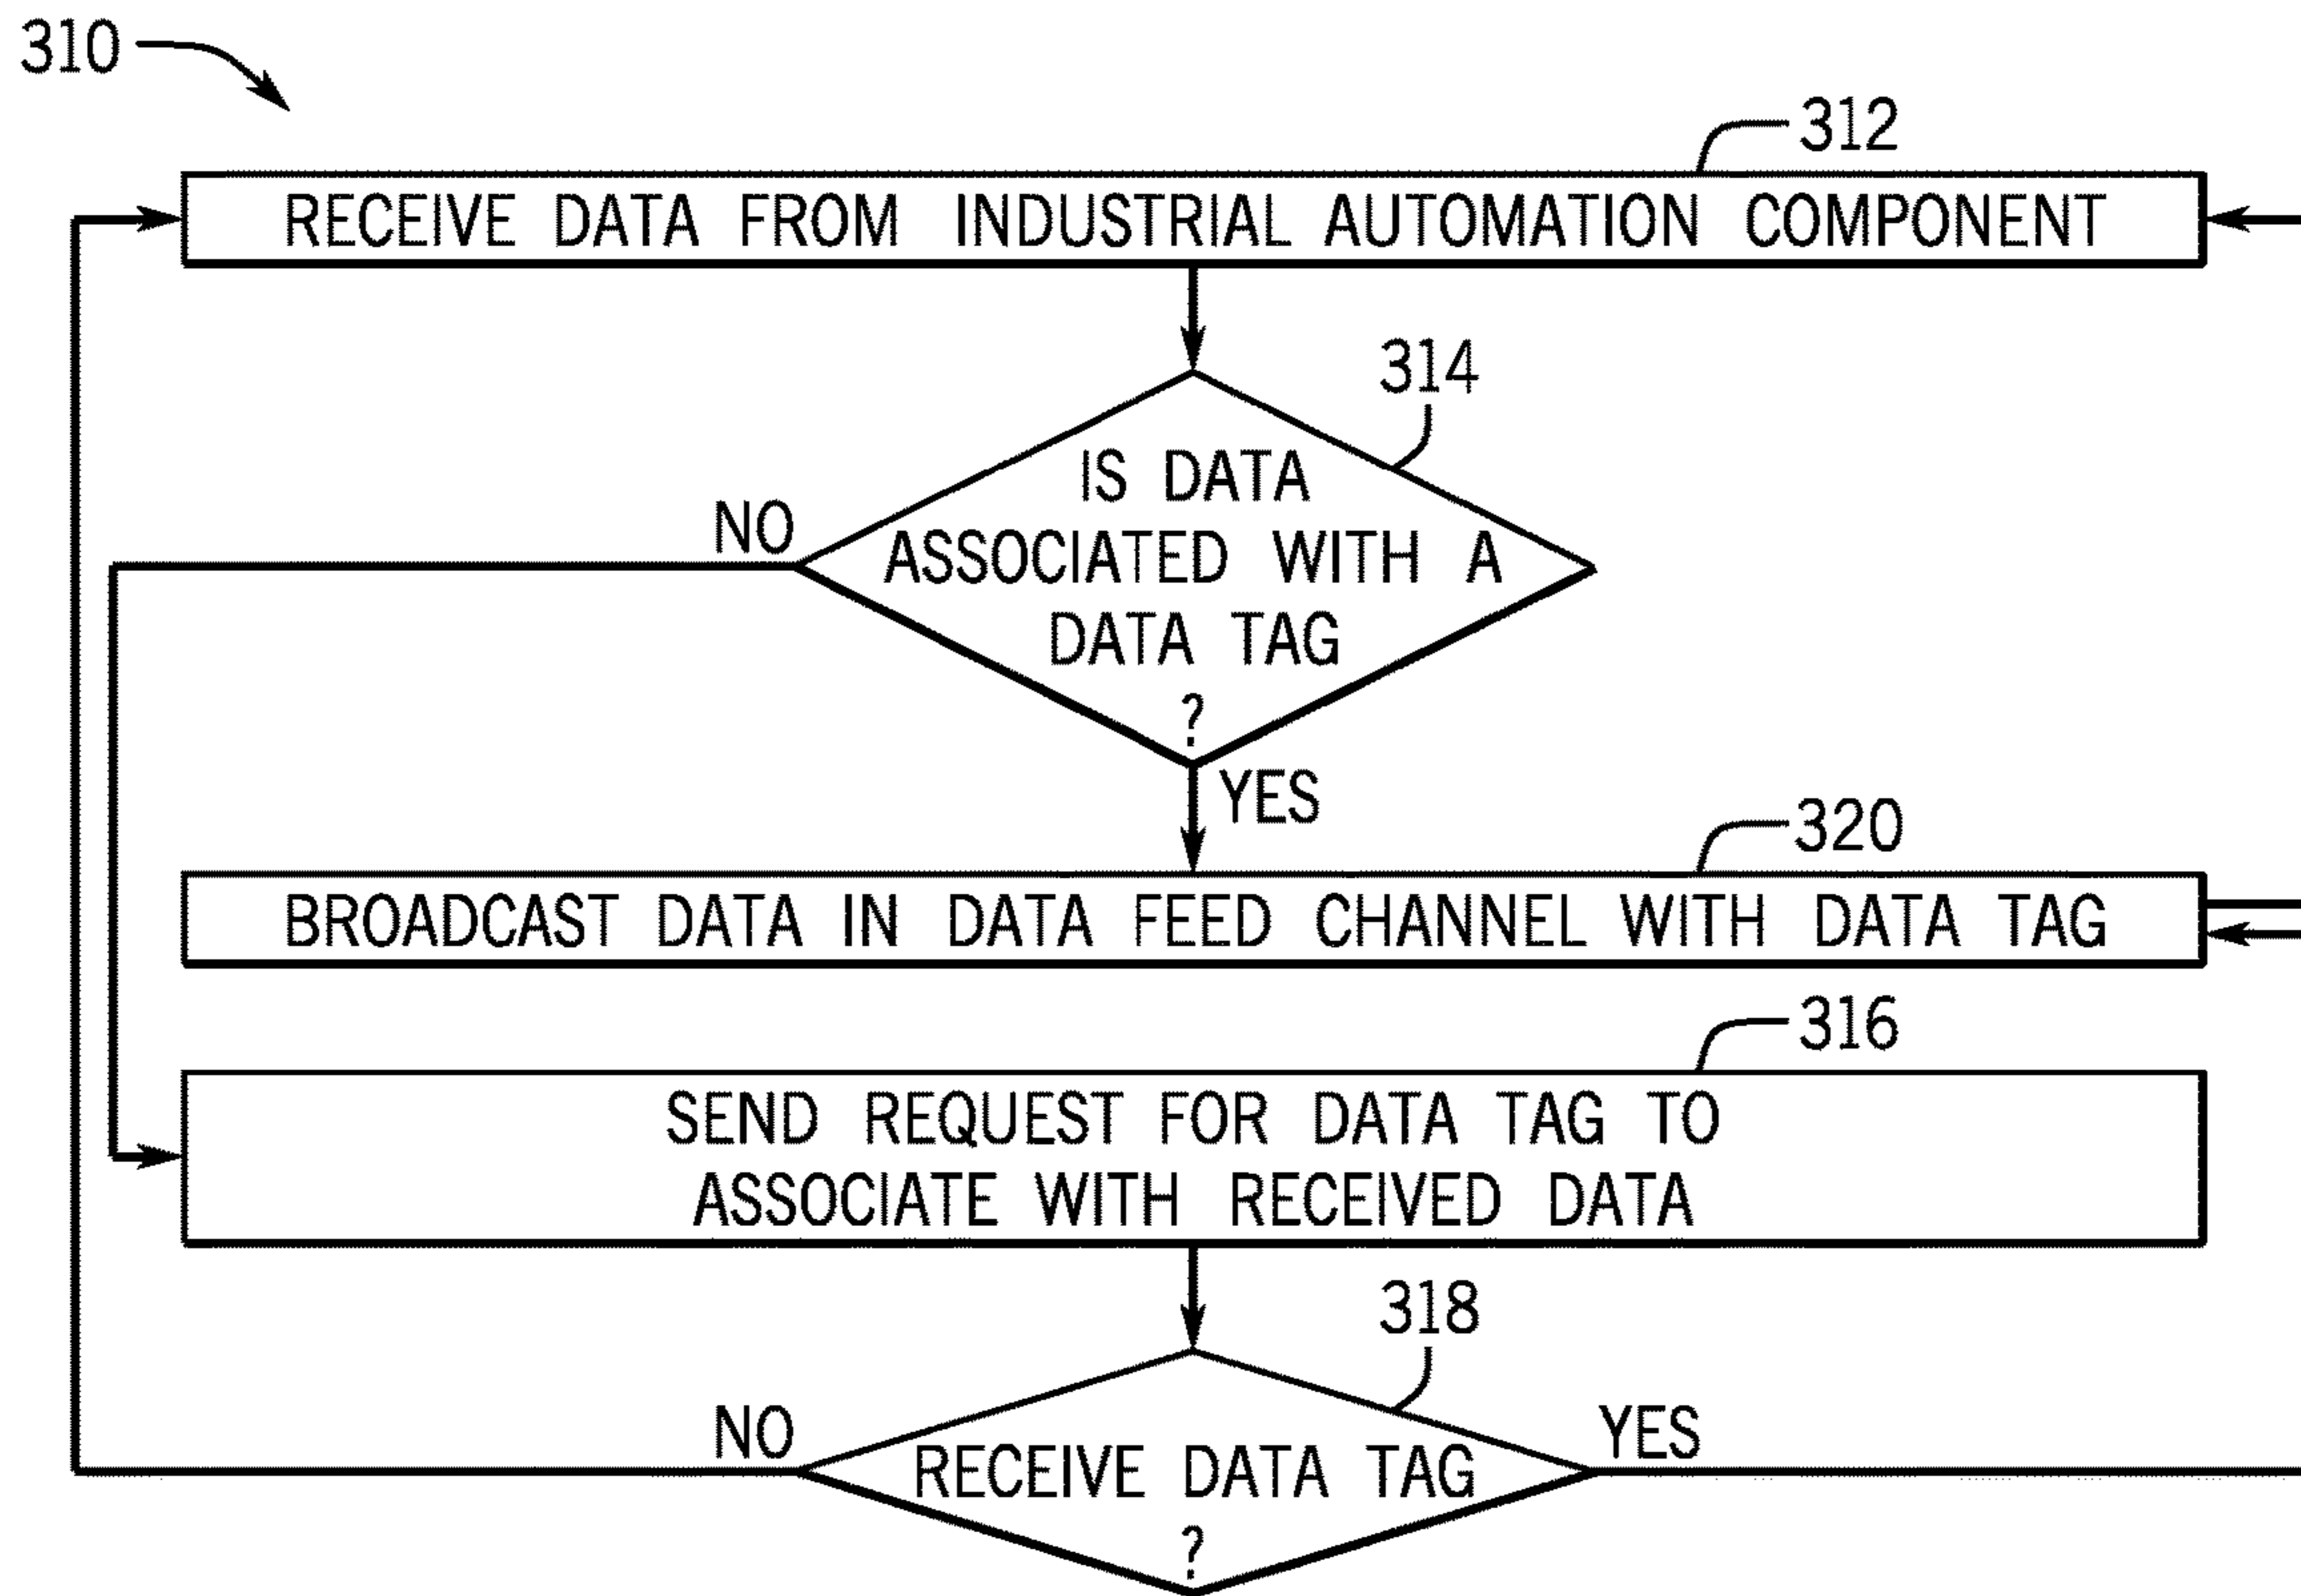 310
312
RECEIVE DATA FROM INDUSTRIAL AUTOMATION COMPONENT
314
IS DATA
ASSOCIATED WITH A
DATA TAG
?
NO
YES
320
BROADCAST DATA IN DATA FEED CHANNEL WITH DATA TAG
316
SEND REQUEST FOR DATA TAG TO
ASSOCIATE WITH RECEIVED DATA
318
NO
YES
RECEIVE DATA TAG
?